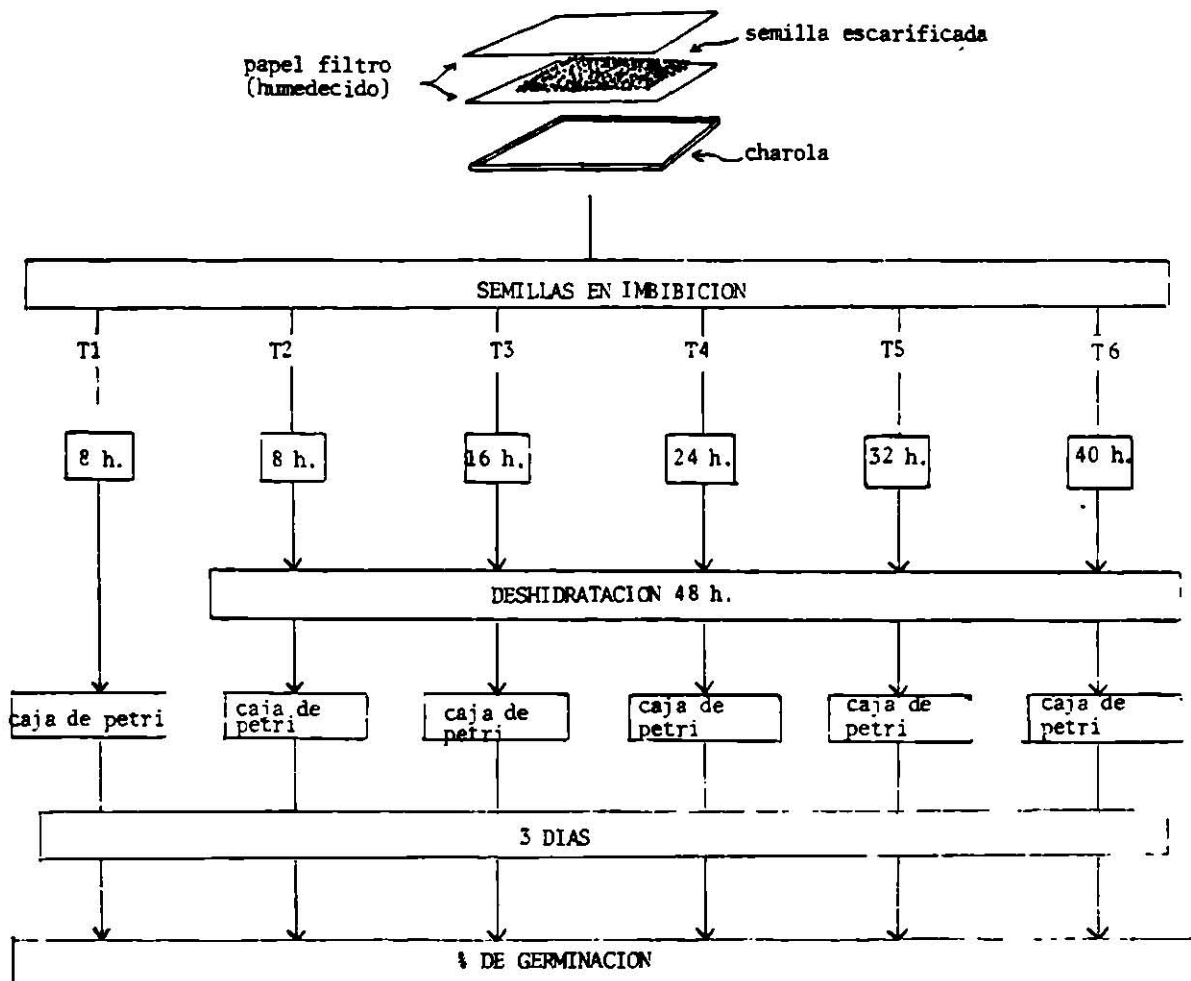 semilla escarificada
papel filtro
(humedecido)
charola
SEMILLAS EN IMBIBICION
T1 T2 T3 T4 T5 T6
8 h. 8 h. 16 h. 24 h. 32 h. 40 h.
DESHIDRATACION 48 h.
caja de petri
caja de
petri
caja de
petri
caja de
petri
caja de
petri
caja de
petri
3 DIAS
% DE GERMINACION